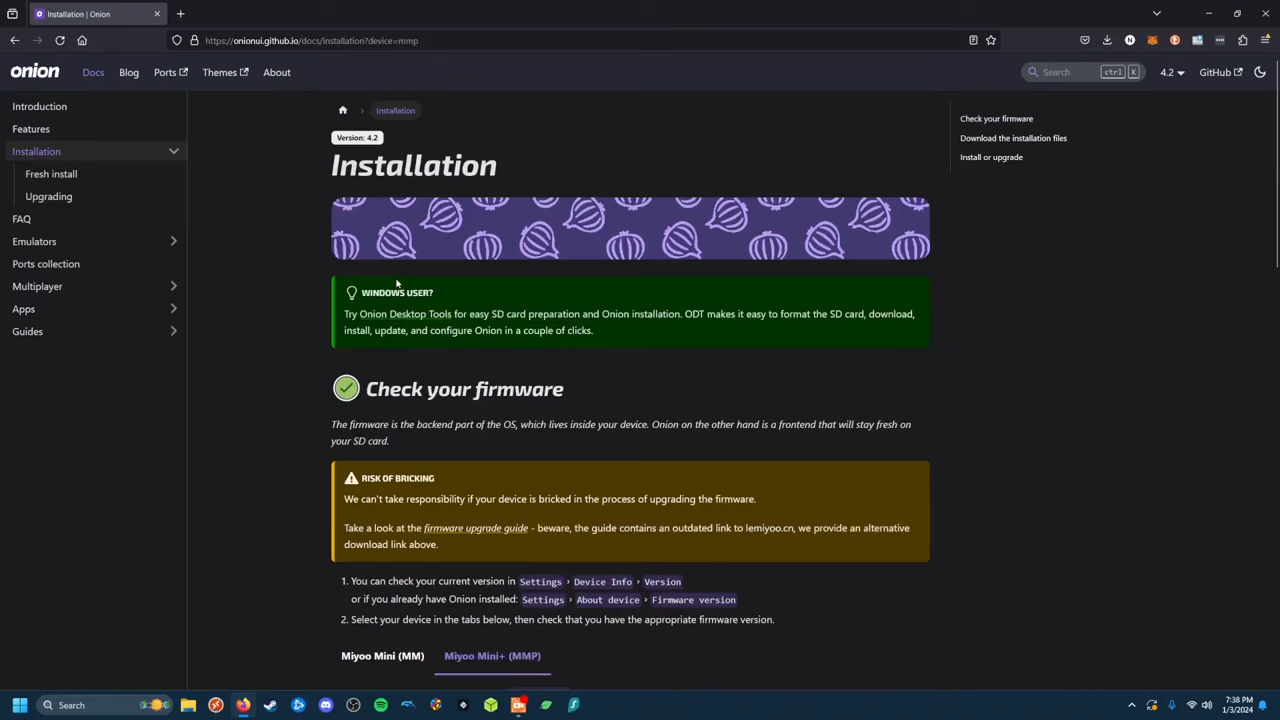 Installation | Onion
https://onionui.github.io/docs/installation?device=mmp
onion
Docs
Blog
Ports
Themes
About
Search
ctrl
K
4.2
GitHub
Introduction
Features
Installation
Fresh install
Upgrading
FAQ
Emulators
Ports collection
Multiplayer
Apps
Guides
Installation
Version: 4.2
Installation
WINDOWS USER?
Try Onion Desktop Tools for easy SD card preparation and Onion installation. ODT makes it easy to format the SD card, download,
install, update, and configure Onion in a couple of clicks.
Check your firmware
The firmware is the backend part of the OS, which lives inside your device. Onion on the other hand is a frontend that will stay fresh on
your SD card.
RISK OF BRICKING
We can't take responsibility if your device is bricked in the process of upgrading the firmware.
Take a look at the firmware upgrade guide - beware, the guide contains an outdated link to lemiyoo.cn, we provide an alternative
download link above.
1. You can check your current version in Settings › Device Info › Version
or if you already have Onion installed: Settings › About device › Firmware version
2. Select your device in the tabs below, then check that you have the appropriate firmware version.
Miyoo Mini (MM)
Miyoo Mini+ (MMP)
Check your firmware
Download the installation files
Install or upgrade
Search
7:38 PM
1/3/2024